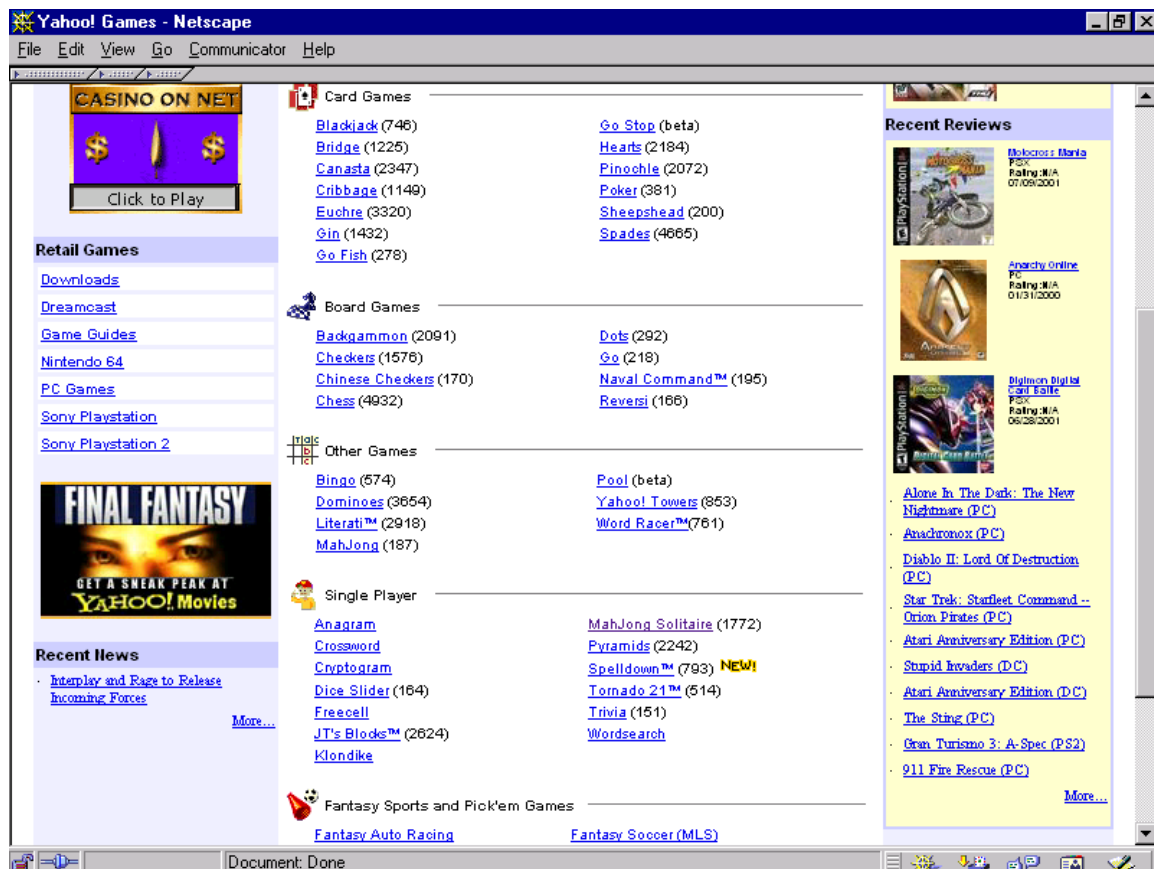 Yahoo! Games - Netscape
File Edit View Go Communicator Help
CASINO ON NET
$ $
Click to Play
Retail Games
Downloads
Dreamcast
Game Guides
Nintendo 64
PC Games
Sony Playstation
Sony Playstation 2
FINAL FANTASY
GET A SNEAK PEAK AT
YAHOO! Movies
Recent News
· Interplay and Rage to Release
Incoming Forces
More...
Card Games
Blackjack (746)
Bridge (1225)
Canasta (2347)
Cribbage (1149)
Euchre (3320)
Gin (1432)
Go Fish (278)
Go Stop (beta)
Hearts (2184)
Pinochle (2072)
Poker (381)
Sheepshead (200)
Spades (4665)
Board Games
Backgammon (2091)
Checkers (1576)
Chinese Checkers (170)
Chess (4932)
Dots (292)
Go (218)
Naval Command™ (195)
Reversi (166)
Other Games
Bingo (574)
Dominoes (3654)
Literati™ (2918)
MahJong (187)
Pool (beta)
Yahoo! Towers (853)
Word Racer™(761)
Single Player
Anagram
Crossword
Cryptogram
Dice Slider (164)
Freecell
JT's Blocks™ (2624)
Klondike
MahJong Solitaire (1772)
Pyramids (2242)
Spelldown™ (793) NEW!
Tornado 21™ (514)
Trivia (151)
Wordsearch
Fantasy Sports and Pick'em Games
Fantasy Auto Racing
Fantasy Soccer (MLS)
Recent Reviews
PlayStation
MOTOCROSS MANIA
Motocross Mania
PSX
Rating:N/A
07/09/2001
ANARCHY ONLINE
Anarchy Online
PC
Rating:N/A
01/31/2000
PlayStation
DIGIMON
DIGITAL CARD BATTLE
Digimon Digital
Card Battle
PSX
Rating:N/A
06/28/2001
· Alone In The Dark: The New
Nightmare (PC)
· Anachronox (PC)
· Diablo II: Lord Of Destruction
(PC)
· Star Trek: Starfleet Command --
Orion Pirates (PC)
· Atari Anniversary Edition (PC)
· Stupid Invaders (DC)
· Atari Anniversary Edition (DC)
· The Sting (PC)
· Gran Turismo 3: A-Spec (PS2)
· 911 Fire Rescue (PC)
More...
Document: Done